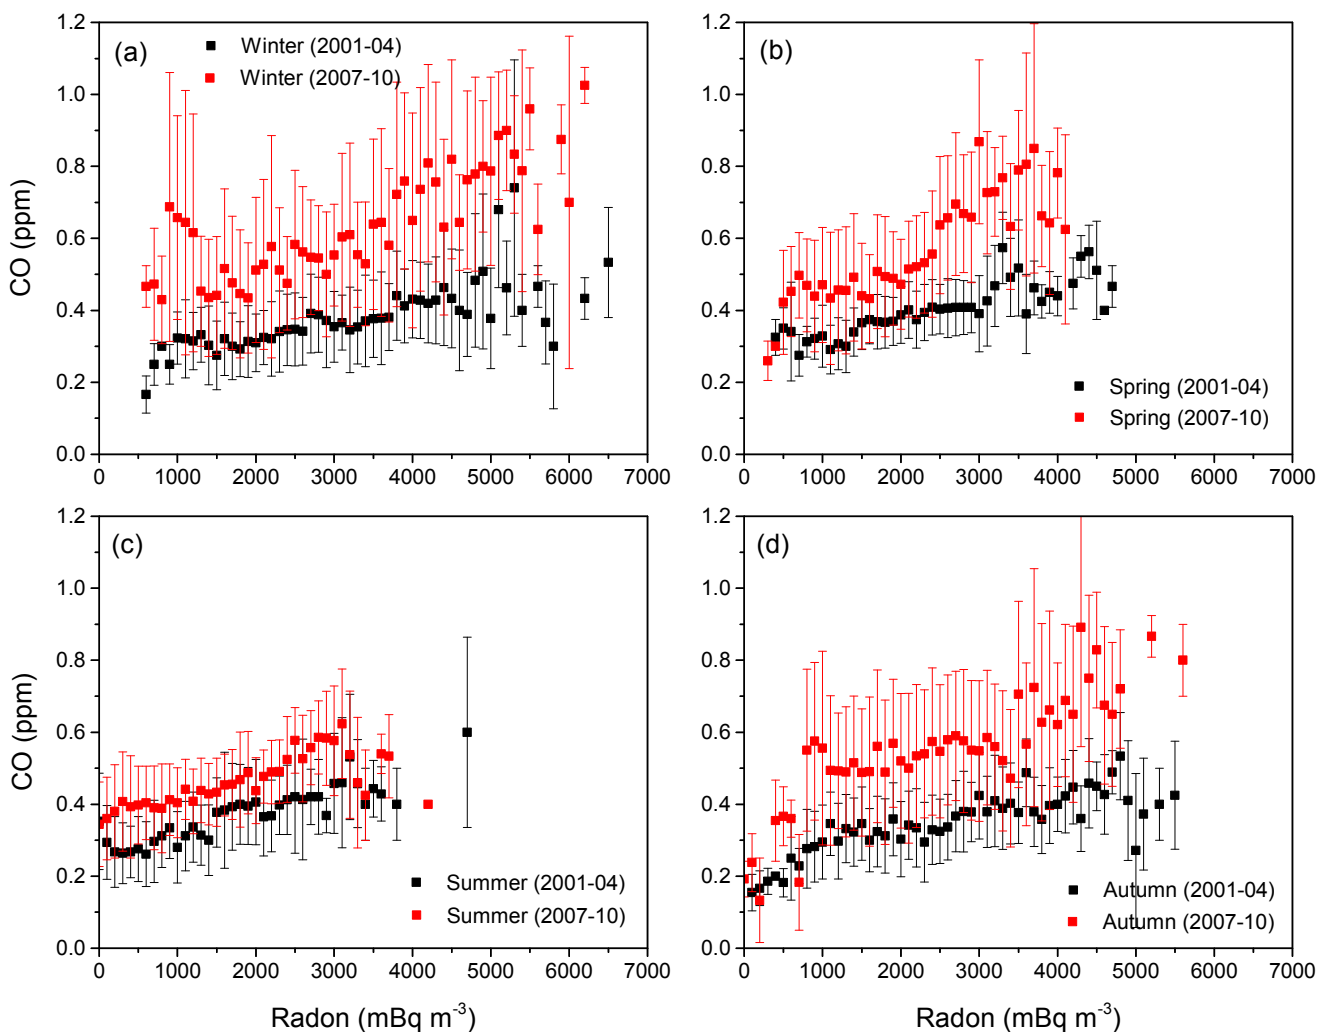 (a)
Winter (2001-04)
Winter (2007-10)
1.2
1.0
0.8
0.6
0.4
0.2
0.0
CO (ppm)
0 1000 2000 3000 4000 5000 6000 7000
(b)
Spring (2001-04)
Spring (2007-10)
1.2
1.0
0.8
0.6
0.4
0.2
0.0
0 1000 2000 3000 4000 5000 6000 7000
(c)
Summer (2001-04)
Summer (2007-10)
1.2
1.0
0.8
0.6
0.4
0.2
0.0
CO (ppm)
0 1000 2000 3000 4000 5000 6000 7000
Radon (mBq m⁻³)
(d)
Autumn (2001-04)
Autumn (2007-10)
1.2
1.0
0.8
0.6
0.4
0.2
0.0
0 1000 2000 3000 4000 5000 6000 7000
Radon (mBq m⁻³)